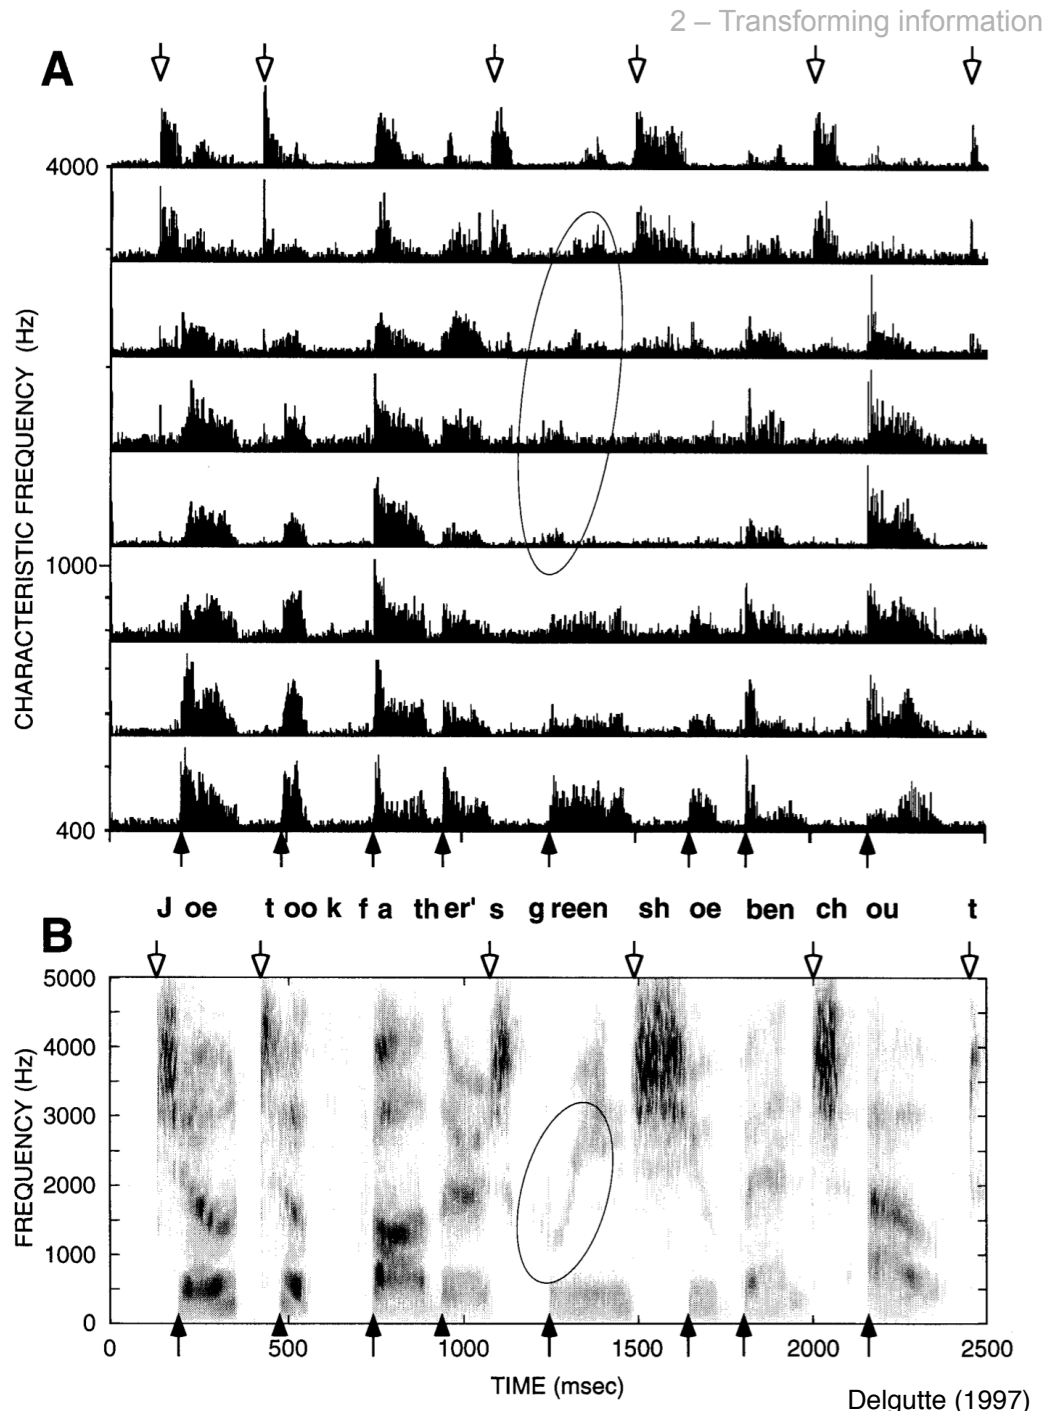 2 – Transforming information
A
4000
1000
400
CHARACTERISTIC FREQUENCY (Hz)
J oe t oo k f a th er' s g reen sh oe ben ch ou t
B
5000
4000
3000
2000
1000
0
FREQUENCY (Hz)
0 500 1000 1500 2000 2500
TIME (msec)
Delgutte (1997)